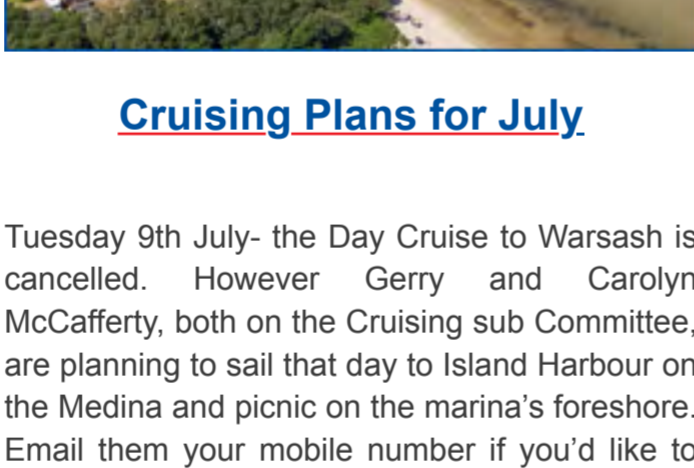 Cruising Plans for July
Tuesday 9th July- the Day Cruise to Warsash is
cancelled. However Gerry and Carolyn
McCafferty, both on the Cruising sub Committee,
are planning to sail that day to Island Harbour on
the Medina and picnic on the marina’s foreshore.
Email them your mobile number if you’d like to